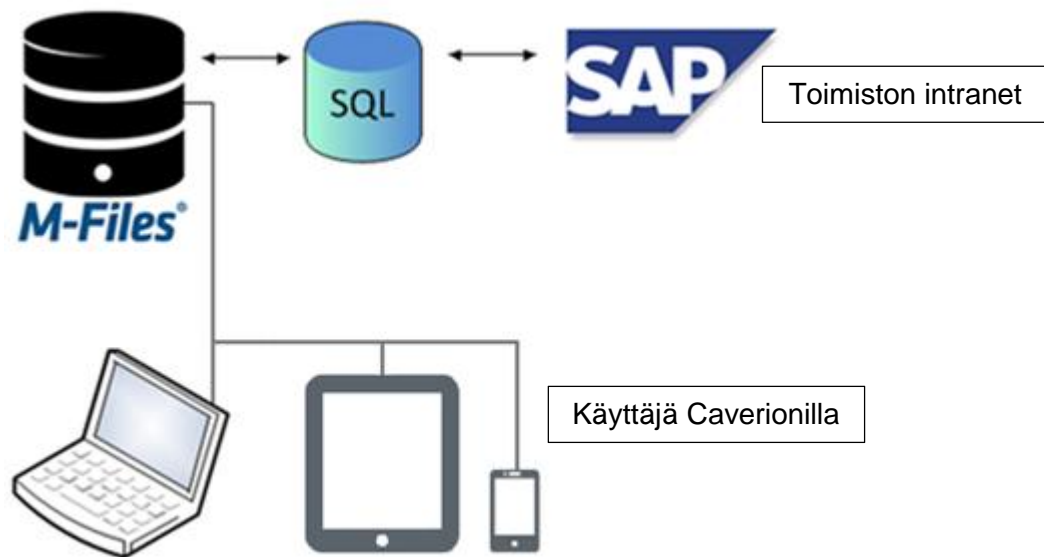 SQL
SAP
Toimiston intranet
M-Files®
Käyttäjä Caverionilla